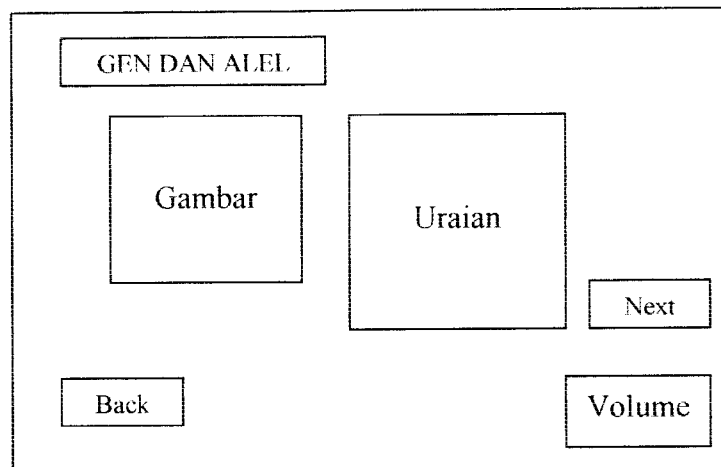 GEN DAN ALEL
Gambar
Uraian
Next
Back
Volume